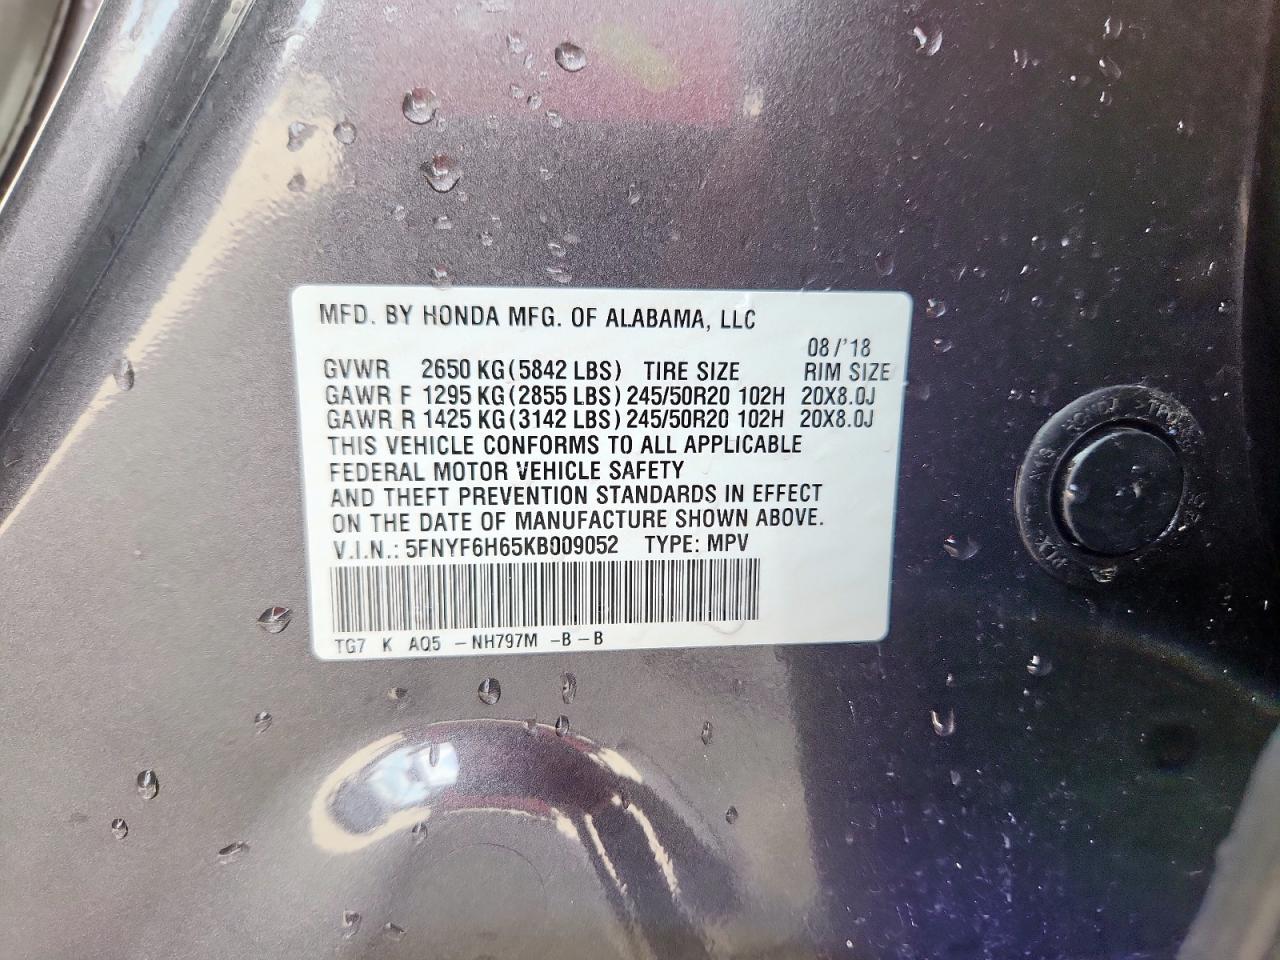 MFD. BY HONDA MFG. OF ALABAMA, LLC
08/'18
GVWR 2650 KG (5842 LBS) TIRE SIZE RIM SIZE
GAWR F 1295 KG (2855 LBS) 245/50R20 102H 20X8.0J
GAWR R 1425 KG (3142 LBS) 245/50R20 102H 20X8.0J
THIS VEHICLE CONFORMS TO ALL APPLICABLE
FEDERAL MOTOR VEHICLE SAFETY
AND THEFT PREVENTION STANDARDS IN EFFECT
ON THE DATE OF MANUFACTURE SHOWN ABOVE.
V.I.N.: 5FNYF6H65KB009052 TYPE: MPV
TG7 K AQ5 -NH797M -B-B